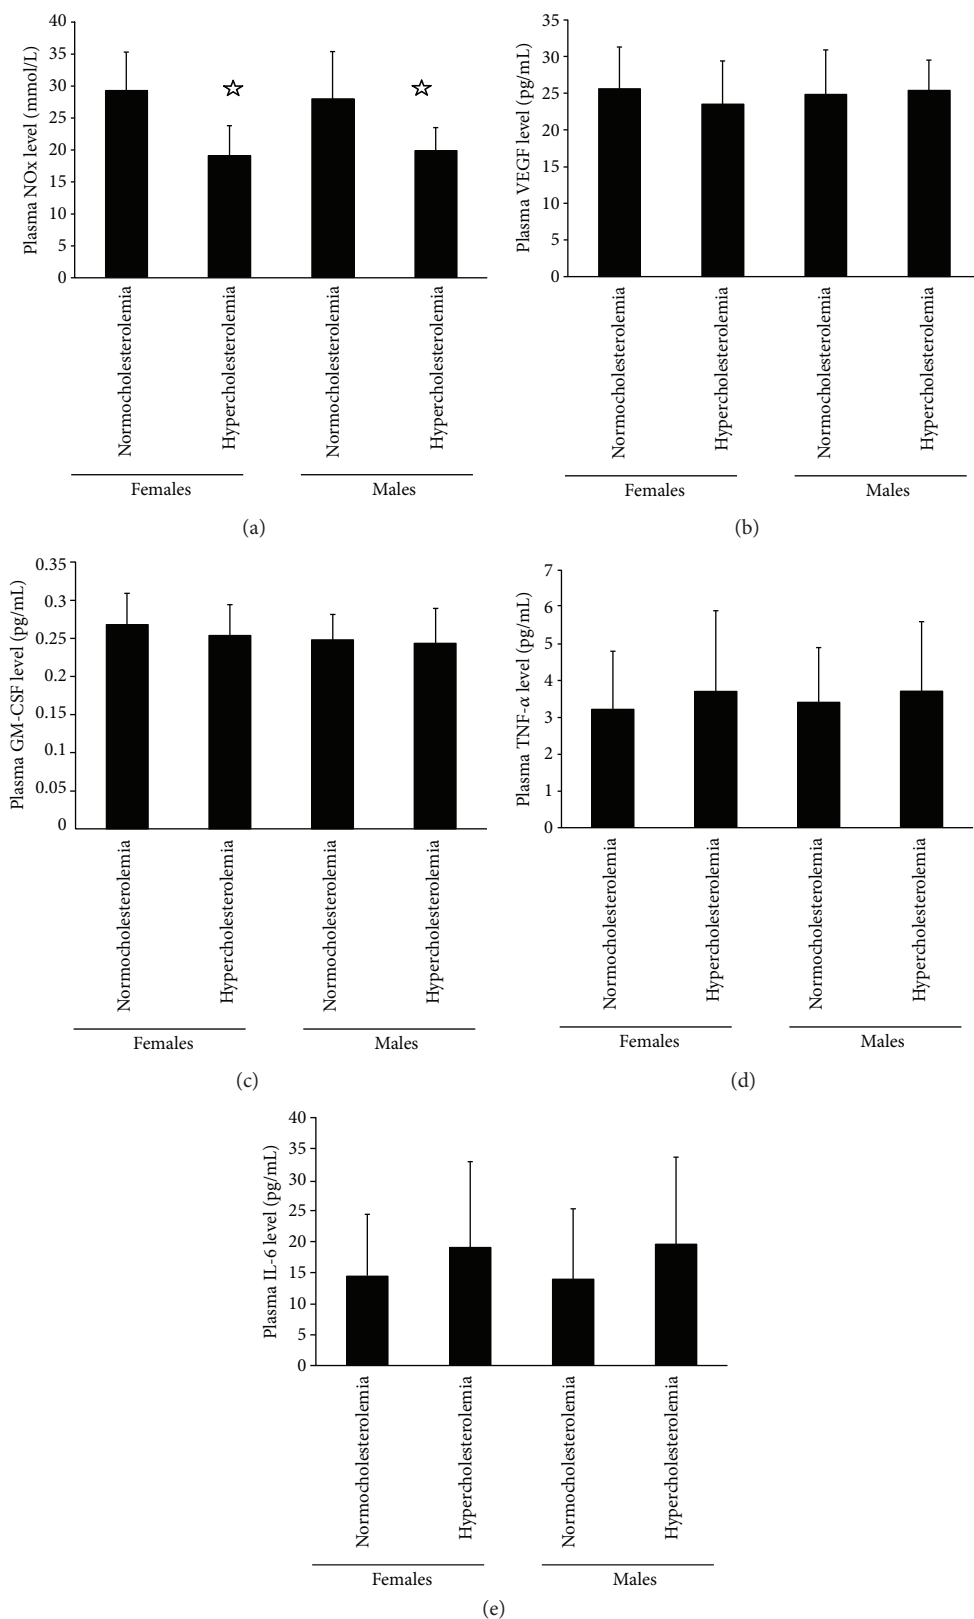 40
35
30
25
20
15
10
5
0
Plasma NOx level (mmol/L)
Normocholesterolemia
Hypercholesterolemia
Normocholesterolemia
Hypercholesterolemia
Females
Males
(a)
35
30
25
20
15
10
5
0
Plasma VEGF level (pg/mL)
Normocholesterolemia
Hypercholesterolemia
Normocholesterolemia
Hypercholesterolemia
Females
Males
(b)
0.35
0.3
0.25
0.2
0.15
0.1
0.05
0
Plasma GM-CSF level (pg/mL)
Normocholesterolemia
Hypercholesterolemia
Normocholesterolemia
Hypercholesterolemia
Females
Males
(c)
7
6
5
4
3
2
1
0
Plasma TNF-α level (pg/mL)
Normocholesterolemia
Hypercholesterolemia
Normocholesterolemia
Hypercholesterolemia
Females
Males
(d)
40
35
30
25
20
15
10
5
0
Plasma IL-6 level (pg/mL)
Normocholesterolemia
Hypercholesterolemia
Normocholesterolemia
Hypercholesterolemia
Females
Males
(e)